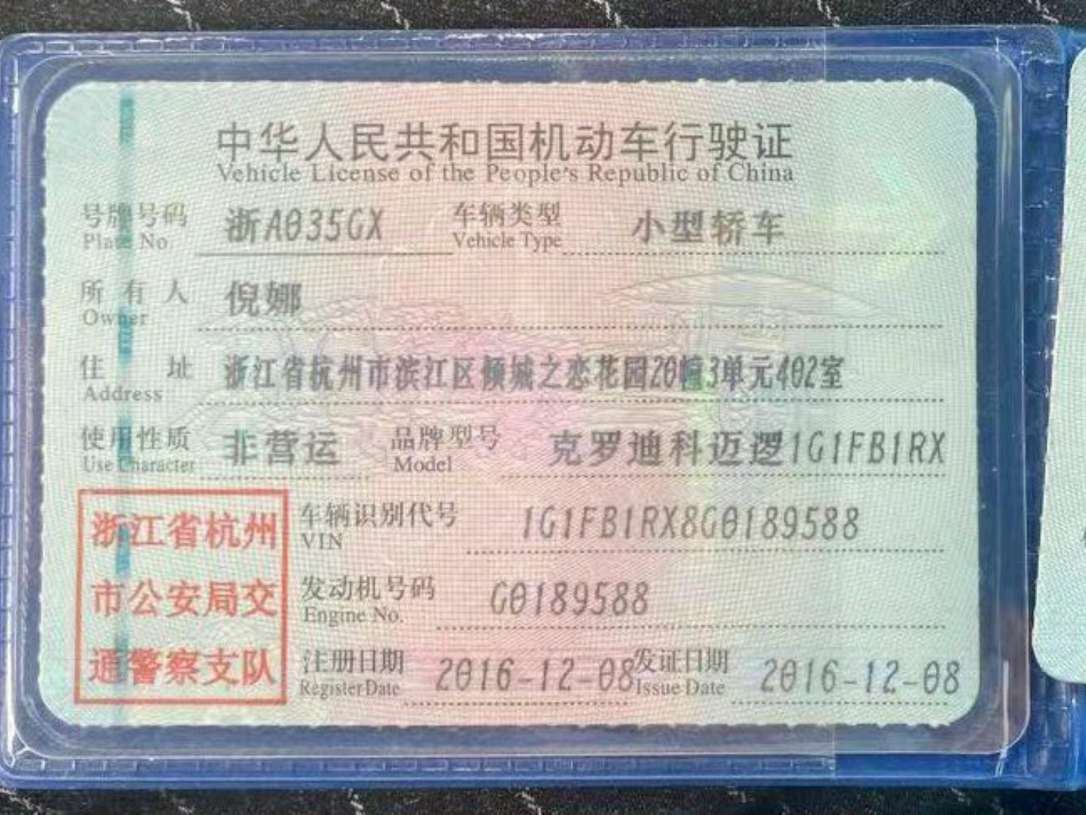 中华人民共和国机动车行驶证
Vehicle License of the People's Republic of China
号牌号码 浙A035GX 车辆类型 小型轿车
Plate No. Vehicle Type
所有人 倪娜
Owner
住址 浙江省杭州市滨江区倾城之恋花园20幢3单元402室
Address
使用性质 非营运 品牌型号 克罗迪科迈逻1G1FB1RX
Use Character Model
浙江省杭州 车辆识别代号 1G1FB1RX8G0189588
VIN
市公安局交 发动机号码 G0189588
Engine No.
通警察支队 注册日期 2016-12-08 发证日期 2016-12-08
Register Date Issue Date